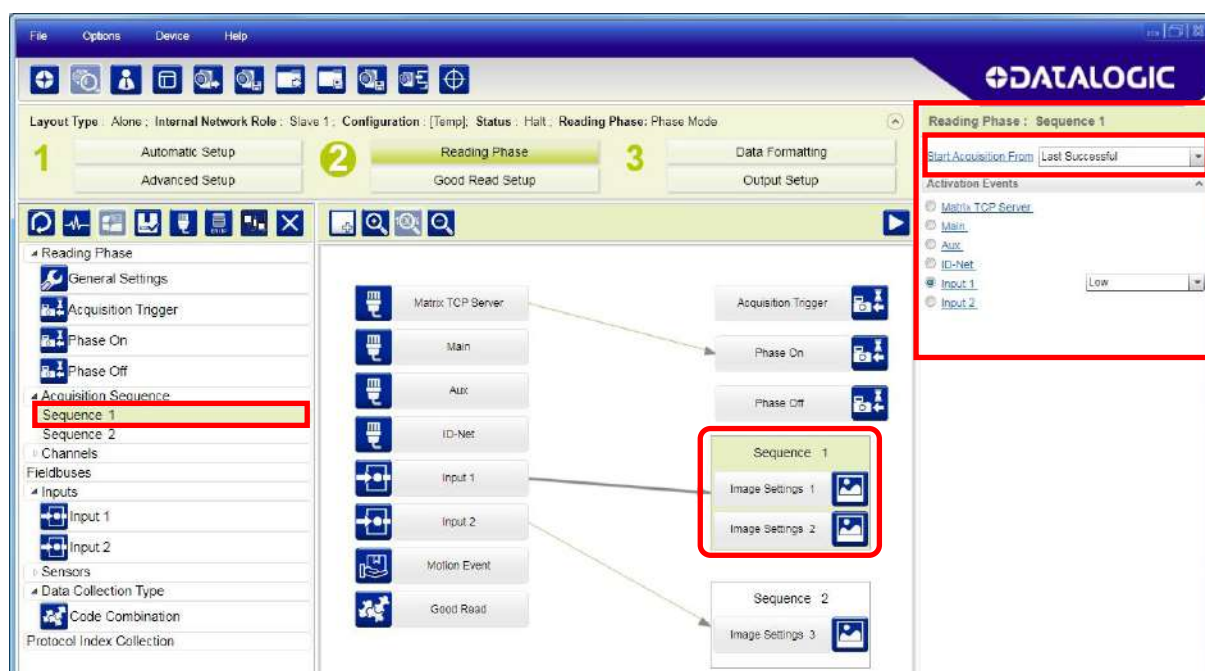 File Options Device Help
DATALOGIC
Layout Type : Alone ; Internal Network Role : Slave 1 ; Configuration : [Temp]; Status : Halt ; Reading Phase: Phase Mode
1
Automatic Setup
Advanced Setup
2
Reading Phase
Good Read Setup
3
Data Formatting
Output Setup
Reading Phase
General Settings
Acquisition Trigger
Phase On
Phase Off
Acquisition Sequence
Sequence 1
Sequence 2
Channels
Fieldbuses
Inputs
Input 1
Input 2
Sensors
Data Collection Type
Code Combination
Protocol Index Collection
Matrix TCP Server
Main
Aux
ID-Net
Input 1
Input 2
Motion Event
Good Read
Acquisition Trigger
Phase On
Phase Off
Sequence 1
Image Settings 1
Image Settings 2
Sequence 2
Image Settings 3
Reading Phase : Sequence 1
Start Acquisition From Last Successful
Activation Events
Matrix TCP Server
Main
Aux
ID-Net
Input 1 Low
Input 2